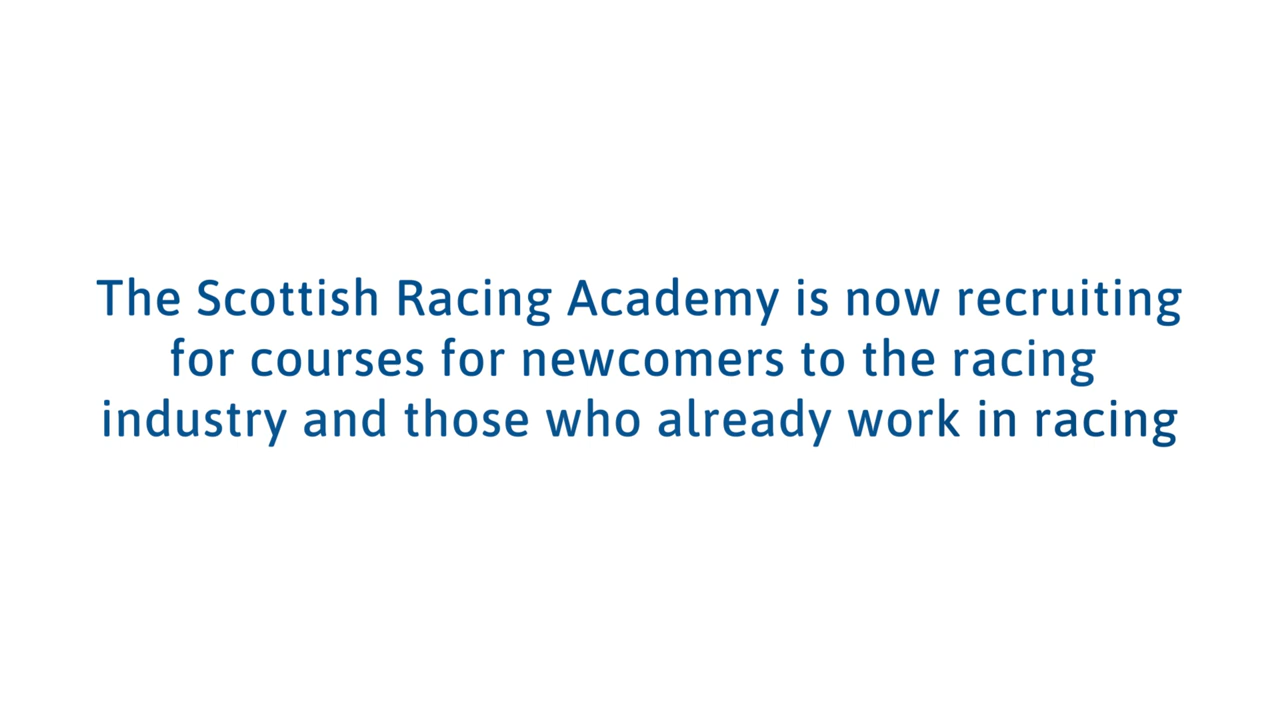 The Scottish Racing Academy is now recruiting
for courses for newcomers to the racing
industry and those who already work in racing